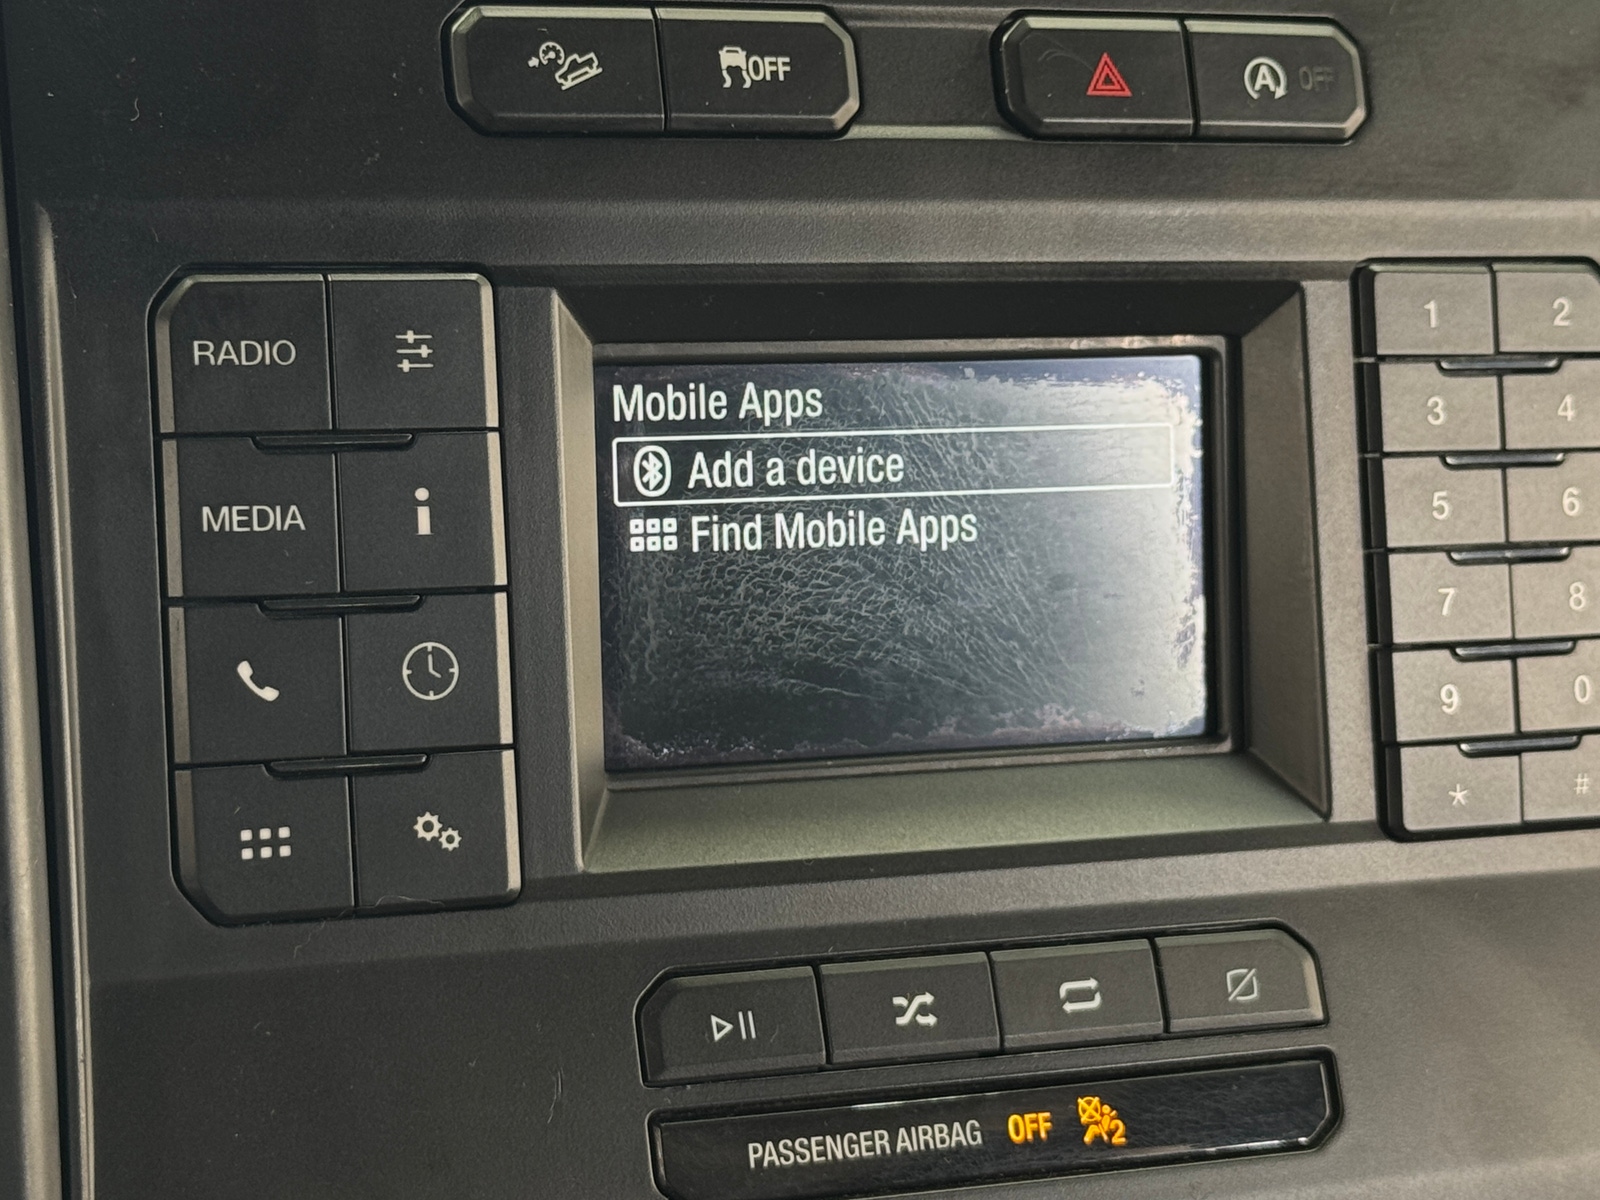 OFF
A OFF
RADIO
MEDIA
Mobile Apps
Add a device
Find Mobile Apps
1 2
3 4
5 6
7 8
9 0
* #
PASSENGER AIRBAG OFF 2